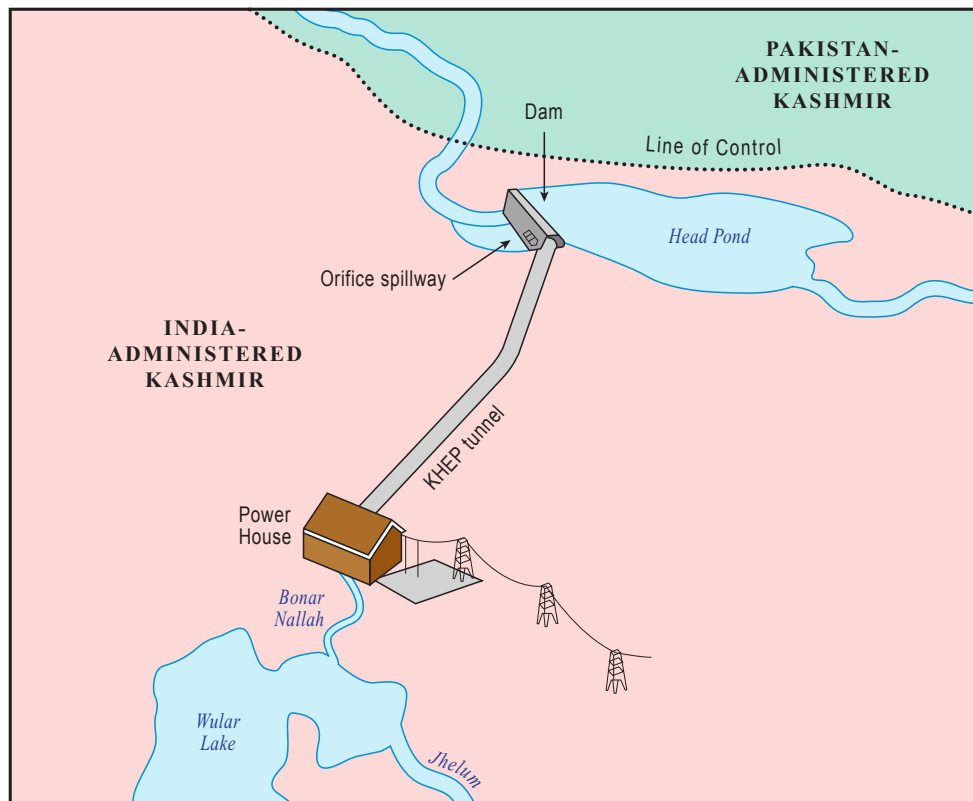 PAKISTAN-
ADMINISTERED
KASHMIR
Dam
Line of Control
Head Pond
Orifice spillway
INDIA-
ADMINISTERED
KASHMIR
KHEP tunnel
Power
House
Bonar
Nallah
Wular
Lake
Jhelum